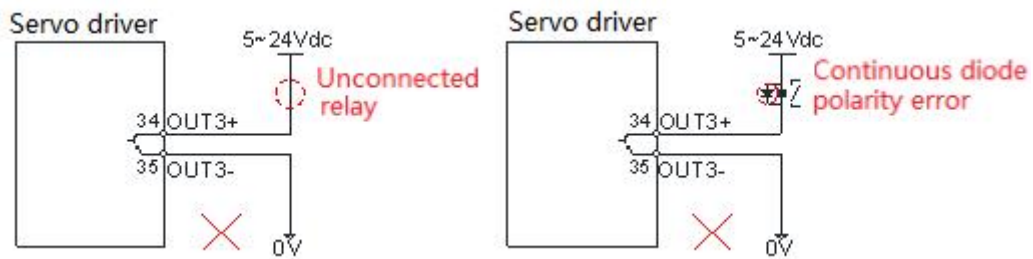 Servo driver
5~24Vdc
Unconnected
relay
34 OUT3+
35 OUT3-
0V
Servo driver
5~24Vdc
Continuous diode
polarity error
34 OUT3+
35 OUT3-
0V